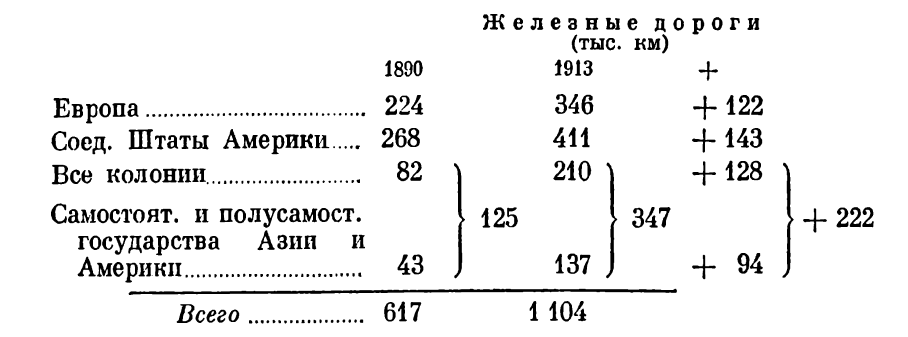 Железные дороги
(тыс. км)
1890 1913 +
Европа ........ 224 346 + 122
Соед. Штаты Америки ..... 268 411 + 143
Все колонии ........ 82 210 + 128
Самостоят. и полусамост. 125 347 + 222
государства Азии и
Америки ........ 43 137 + 94
Всего ........ 617 1 104